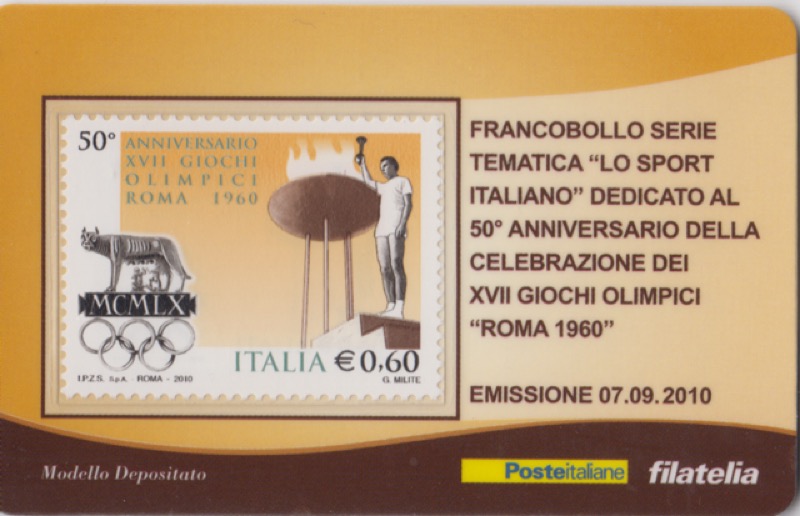 50° ANNIVERSARIO
XVII GIOCHI
OLIMPICI
ROMA 1960
MCMLX
ITALIA €0,60
I.P.Z.S. S.p.A. - ROMA - 2010
G. MILITE
FRANCOBOLLO SERIE
TEMATICA “LO SPORT
ITALIANO” DEDICATO AL
50° ANNIVERSARIO DELLA
CELEBRAZIONE DEI
XVII GIOCHI OLIMPICI
“ROMA 1960”
EMISSIONE 07.09.2010
Modello Depositato
Posteitaliane filatelia